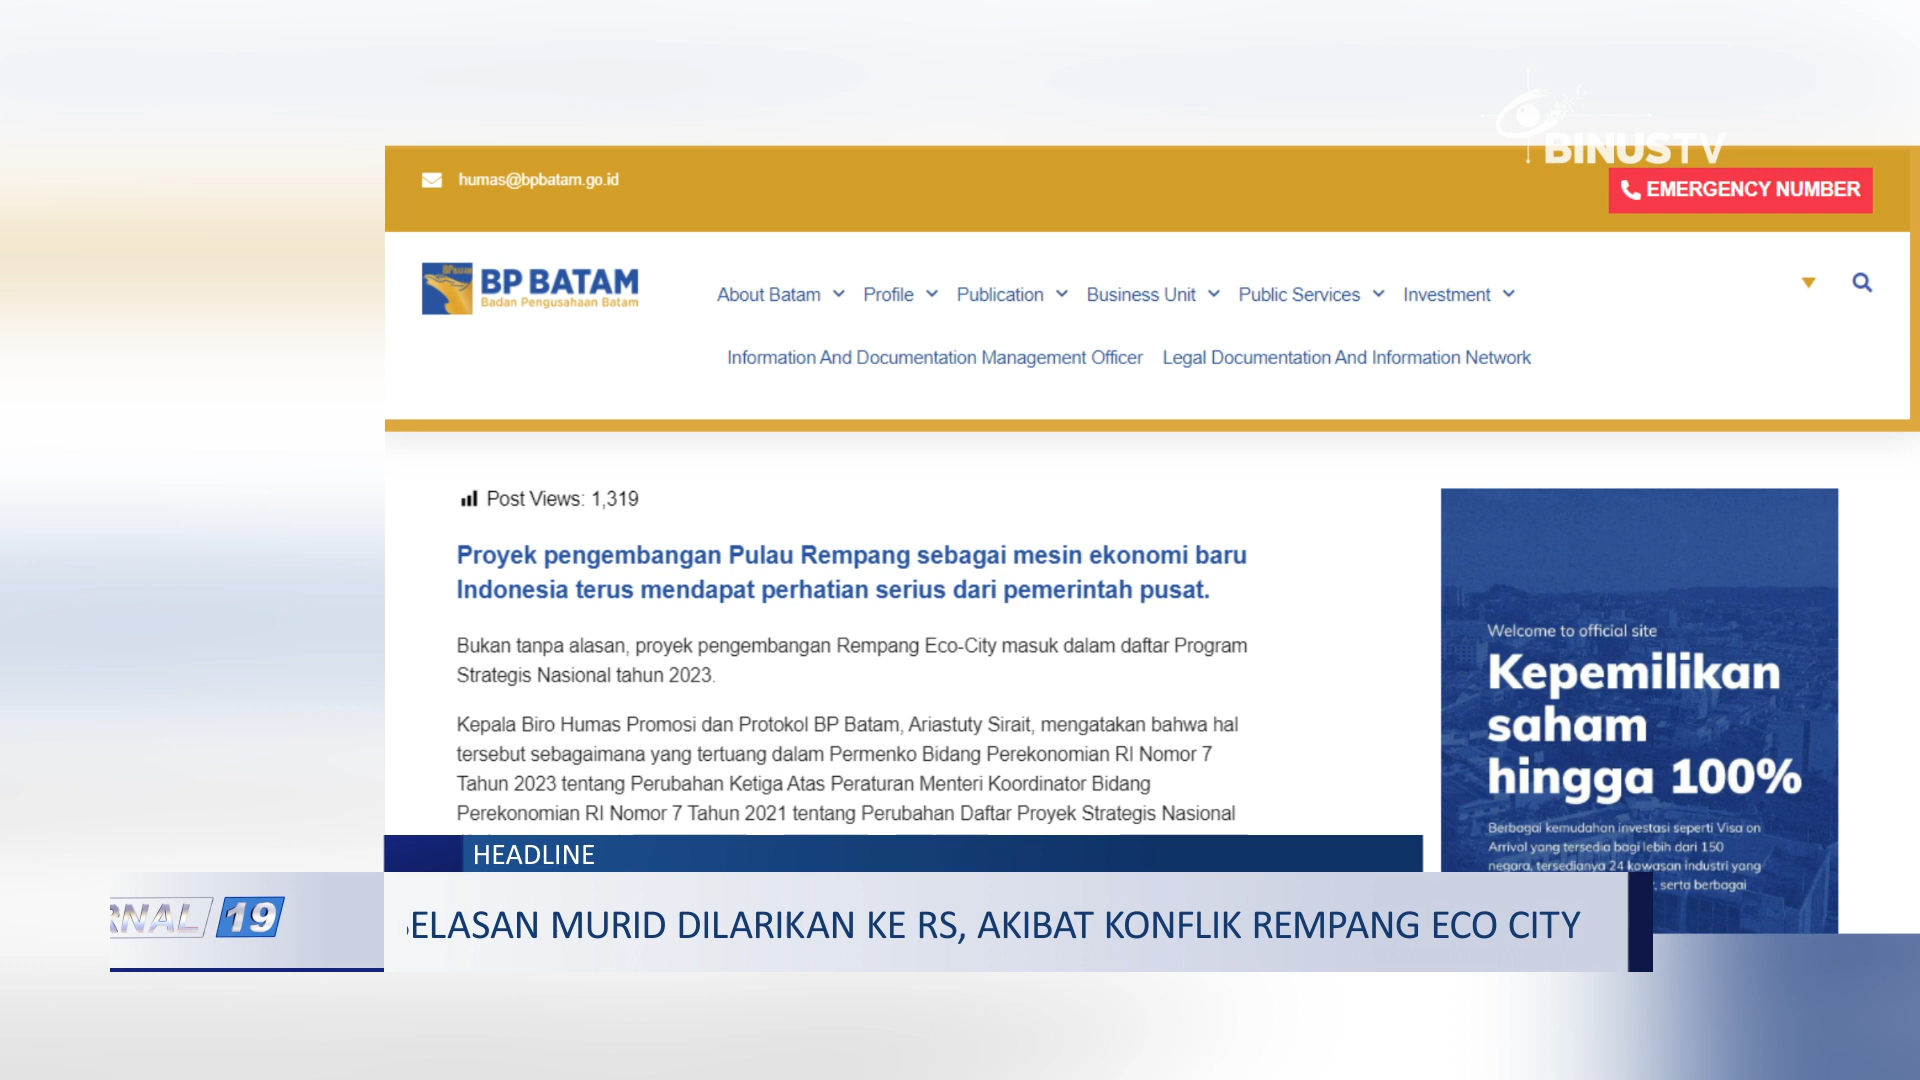 BINUSTV
humas@bpbatam.go.id
EMERGENCY NUMBER
BP BATAM
Badan Pengusahaan Batam
About Batam Profile Publication Business Unit Public Services Investment
Information And Documentation Management Officer Legal Documentation And Information Network
Post Views: 1,319
Proyek pengembangan Pulau Rempang sebagai mesin ekonomi baru
Indonesia terus mendapat perhatian serius dari pemerintah pusat.
Bukan tanpa alasan, proyek pengembangan Rempang Eco-City masuk dalam daftar Program
Strategis Nasional tahun 2023.
Kepala Biro Humas Promosi dan Protokol BP Batam, Ariastuty Sirait, mengatakan bahwa hal
tersebut sebagaimana yang tertuang dalam Permenko Bidang Perekonomian RI Nomor 7
Tahun 2023 tentang Perubahan Ketiga Atas Peraturan Menteri Koordinator Bidang
Perekonomian RI Nomor 7 Tahun 2021 tentang Perubahan Daftar Proyek Strategis Nasional
Welcome to official site
Kepemilikan
saham
hingga 100%
Berbagai kemudahan investasi seperti Visa on
Arrival yang tersedia bagi lebih dari 150
negara, tersedianya 24 kawasan industri yang
serta berbagai
HEADLINE
RNAL 19
ELASAN MURID DILARIKAN KE RS, AKIBAT KONFLIK REMPANG ECO CITY